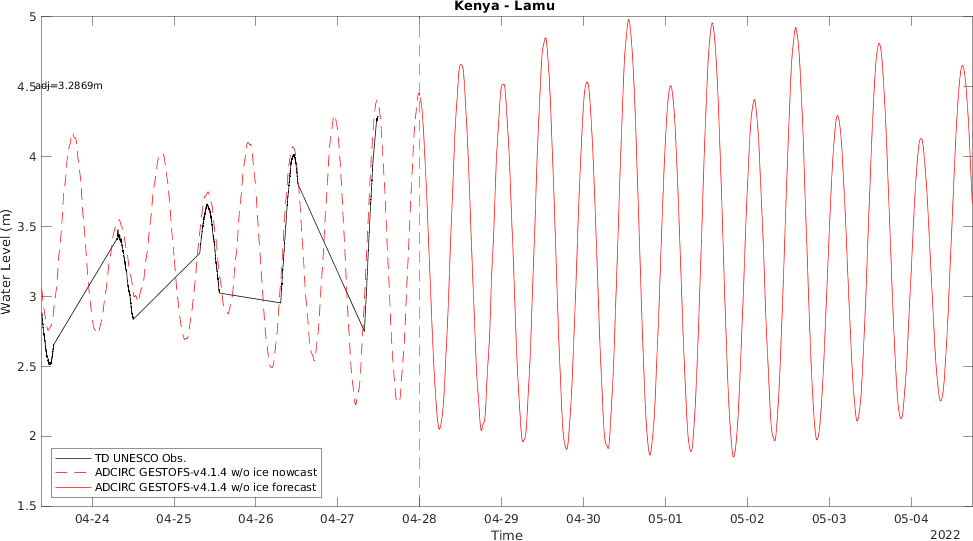 Kenya - Lamu
5
4.5
adj=3.2869m
4
3.5
3
2.5
2
1.5
Water Level (m)
TD UNESCO Obs.
ADCIRC GESTOFS-v4.1.4 w/o ice nowcast
ADCIRC GESTOFS-v4.1.4 w/o ice forecast
04-24 04-25 04-26 04-27 04-28 04-29 04-30 05-01 05-02 05-03 05-04
Time
2022